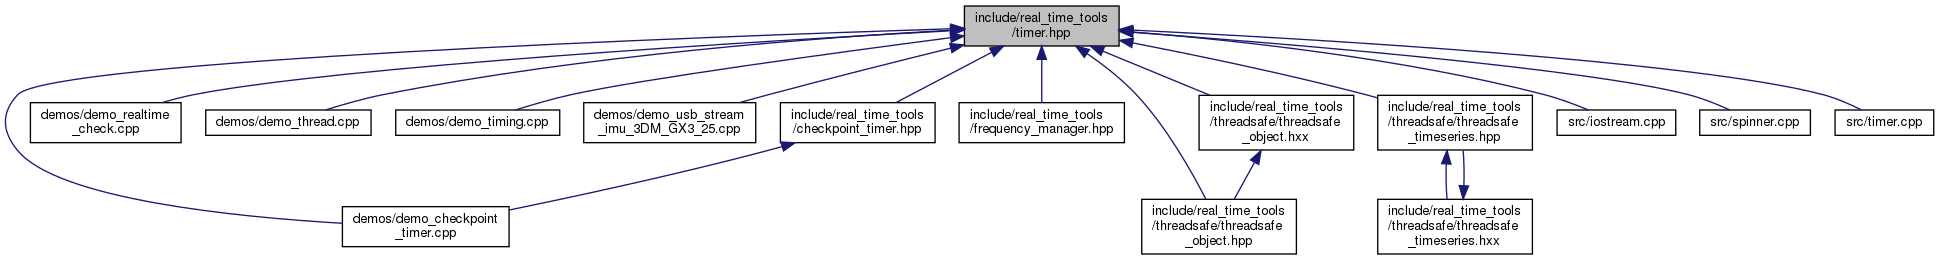 include/real_time_tools
/timer.hpp
demos/demo_realtime
_check.cpp
demos/demo_thread.cpp
demos/demo_timing.cpp
demos/demo_usb_stream
_imu_3DM_GX3_25.cpp
include/real_time_tools
/checkpoint_timer.hpp
include/real_time_tools
/frequency_manager.hpp
include/real_time_tools
/threadsafe/threadsafe
_object.hxx
include/real_time_tools
/threadsafe/threadsafe
_timeseries.hpp
src/iostream.cpp
src/spinner.cpp
src/timer.cpp
demos/demo_checkpoint
_timer.cpp
include/real_time_tools
/threadsafe/threadsafe
_object.hpp
include/real_time_tools
/threadsafe/threadsafe
_timeseries.hxx